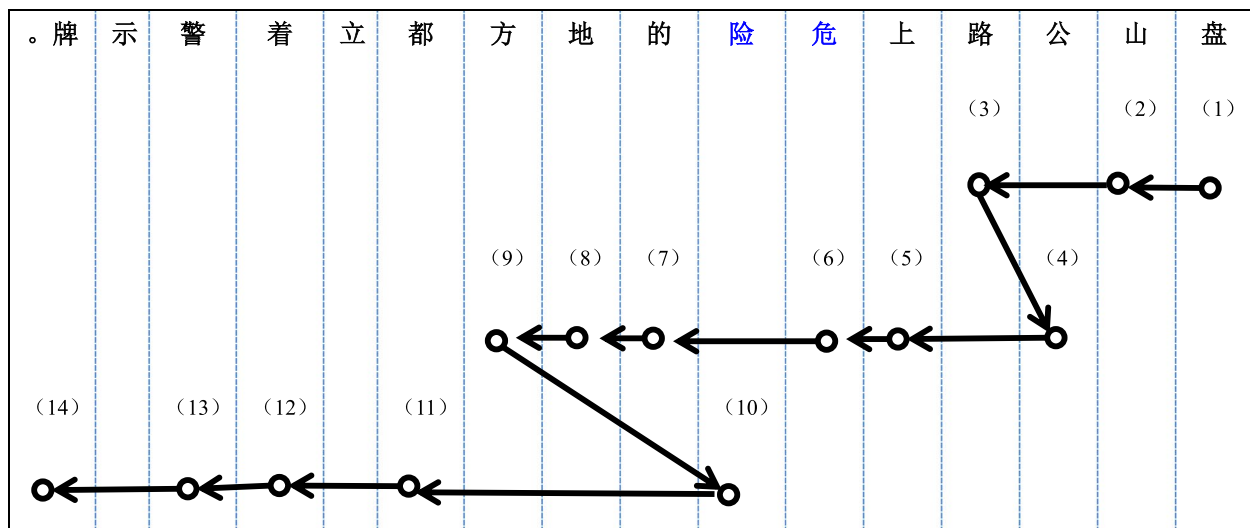 盘山公路上危险的地方都立着警示牌。
（1） （2） （3）
（4） （5） （6） （7） （8） （9）
（10） （11） （12） （13） （14）